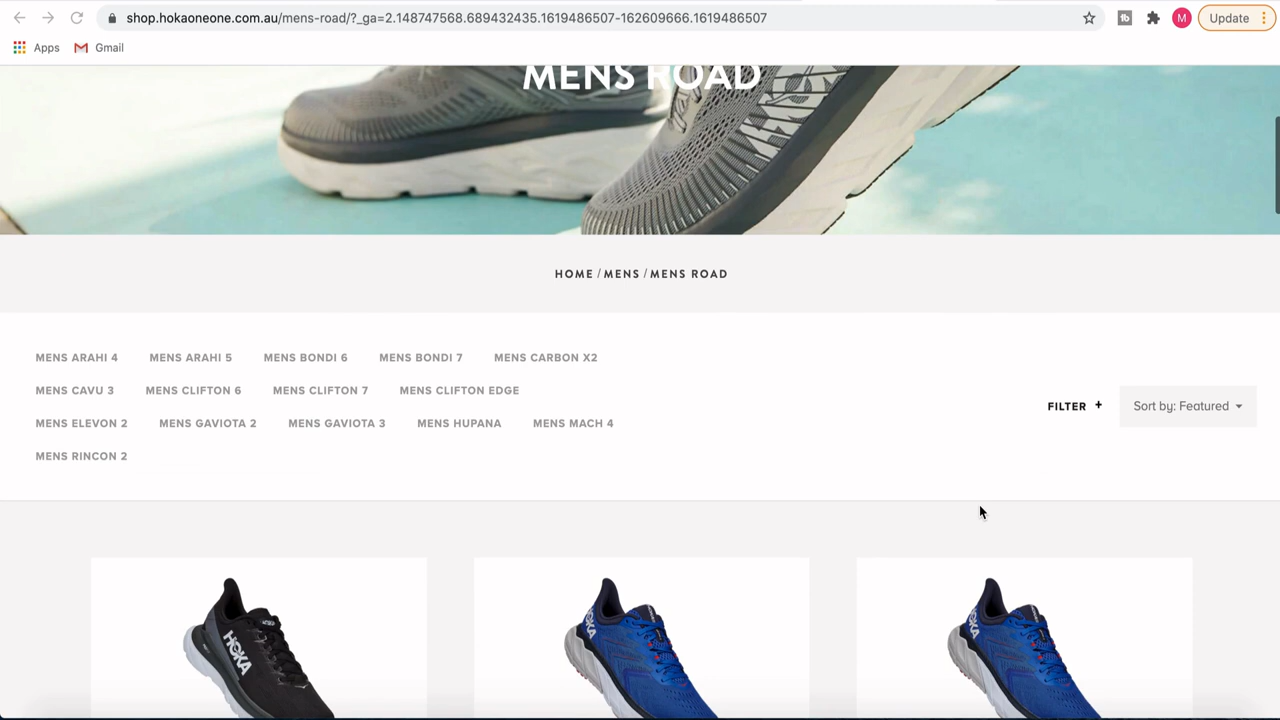 shop.hokaoneone.com.au/mens-road/?_ga=2.148747568.689432435.1619486507-162609666.1619486507
M
Update
Apps
Gmail
MENS ROAD
HOME / MENS / MENS ROAD
MENS ARAHI 4 MENS ARAHI 5 MENS BONDI 6 MENS BONDI 7 MENS CARBON X2
MENS CAVU 3 MENS CLIFTON 6 MENS CLIFTON 7 MENS CLIFTON EDGE
FILTER + Sort by: Featured
MENS ELEVON 2 MENS GAVIOTA 2 MENS GAVIOTA 3 MENS HUPANA MENS MACH 4
MENS RINCON 2
HOKA
HOKA
HOKA